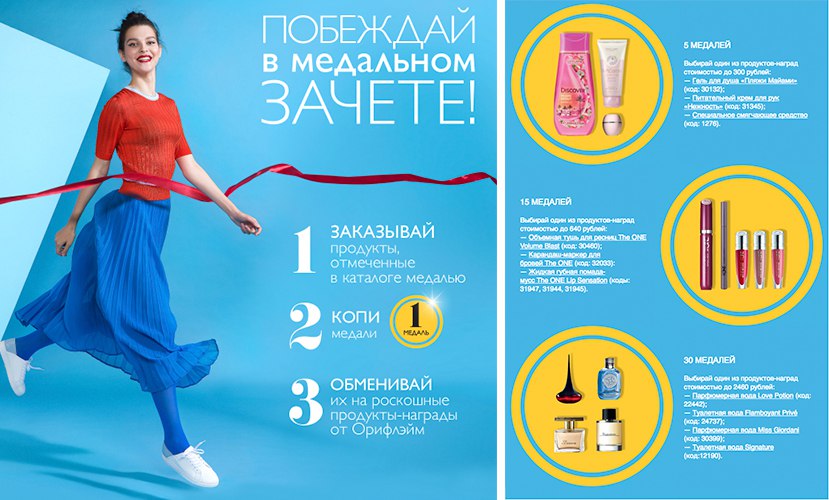 ПОБЕЖДАЙ
в медальном
ЗАЧЕТЕ!
1 ЗАКАЗЫВАЙ
продукты,
отмеченные
в каталоге медалью
2 КОПИ
медали
1
МЕДАЛЬ
3 ОБМЕНИВАЙ
их на роскошные
продукты-награды
от Орифлэйм
5 МЕДАЛЕЙ
Выбирай один из продуктов-наград
стоимостью до 300 рублей:
— Гель для душа «Пляжи Майами»
(код: 30132);
— Питательный крем для рук
«Нежность» (код: 31345);
— Специальное смягчающее средство
(код: 1276).
Discover
15 МЕДАЛЕЙ
Выбирай один из продуктов-наград
стоимостью до 640 рублей:
— Объемная тушь для ресниц The ONE
Volume Blast (код: 30460);
— Карандаш-маркер для
бровей The ONE (код: 32033);
— Жидкая губная помада-
мусс The ONE Lip Sensation (коды:
31947, 31944, 31945).
30 МЕДАЛЕЙ
Выбирай один из продуктов-наград
стоимостью до 2460 рублей:
— Парфюмерная вода Love Potion (код:
22442);
— Туалетная вода Flamboyant Privé
(код: 24737);
— Парфюмерная вода Miss Giordani
(код: 30399);
— Туалетная вода Signature
(код:12190).